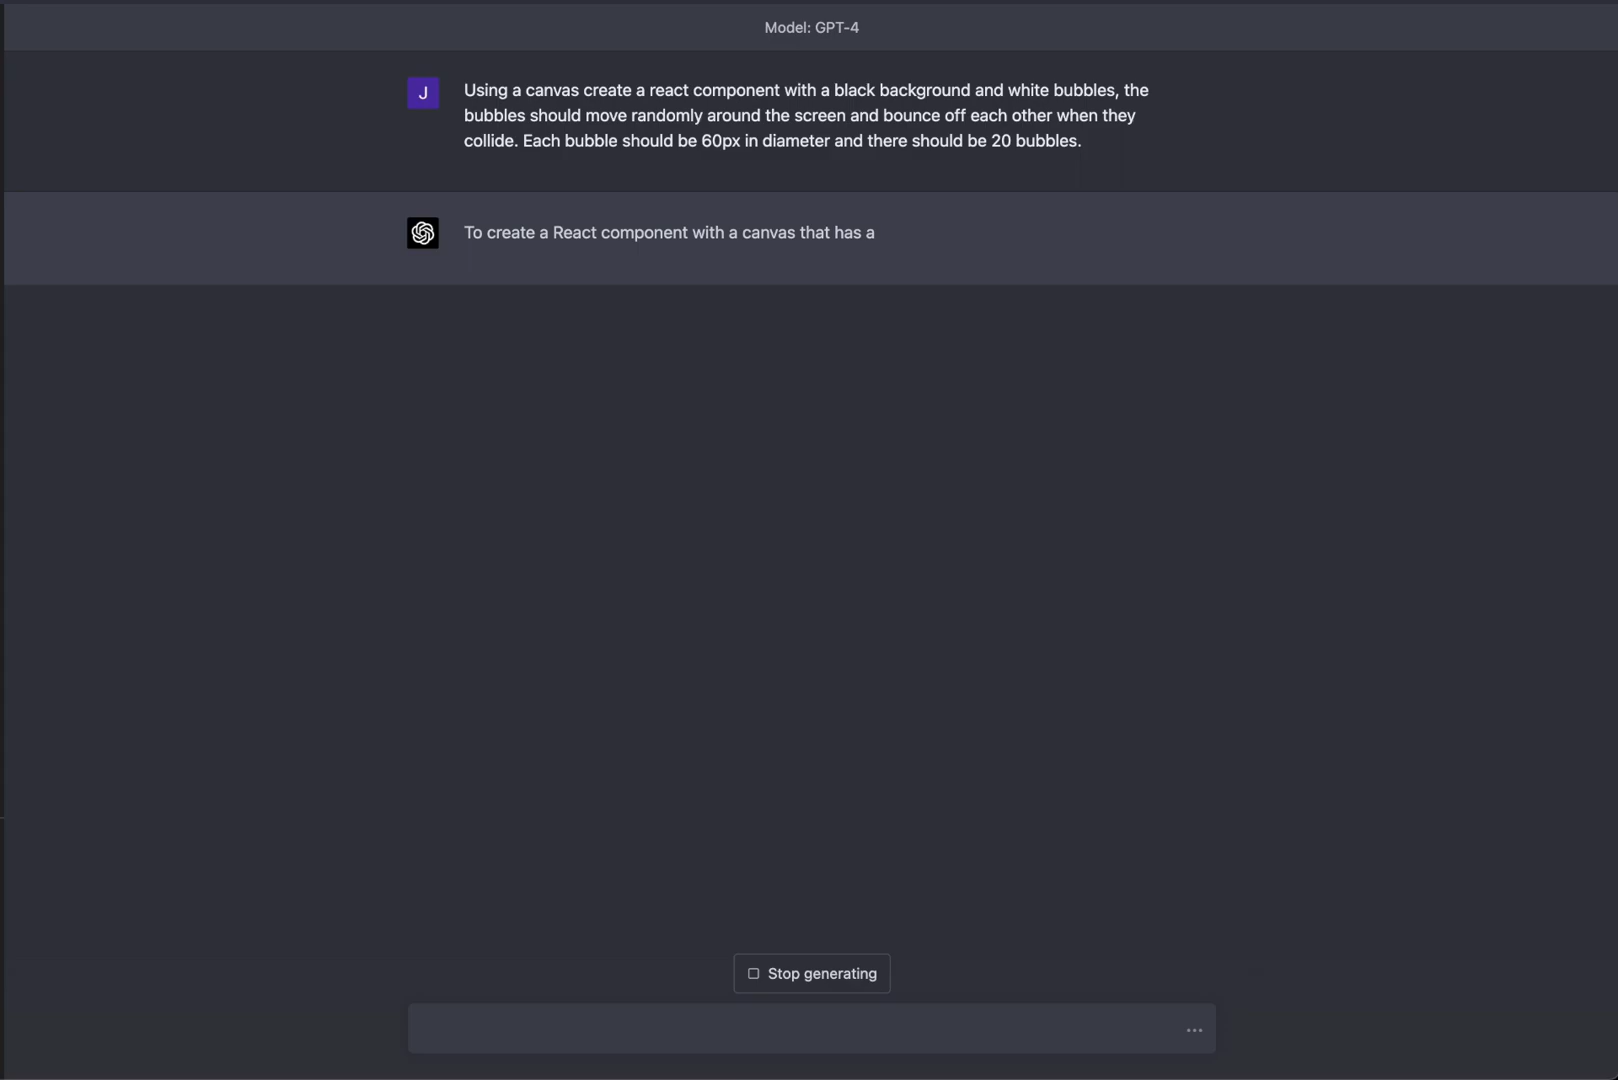 Model: GPT-4
J
Using a canvas create a react component with a black background and white bubbles, the
bubbles should move randomly around the screen and bounce off each other when they
collide. Each bubble should be 60px in diameter and there should be 20 bubbles.
To create a React component with a canvas that has a
Stop generating